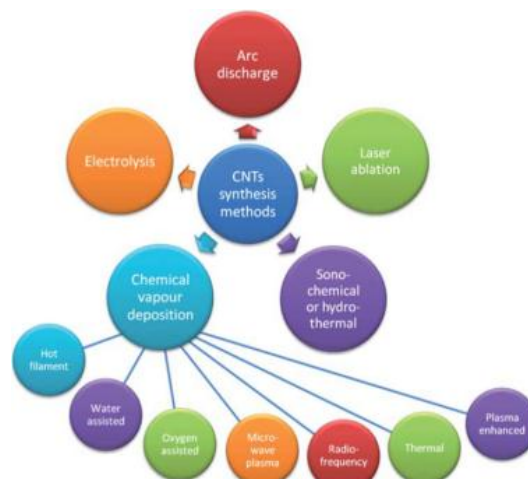 Arc
discharge
Electrolysis
CNTs
synthesis
methods
Laser
ablation
Chemical
vapour
deposition
Sono-
chemical
or hydro-
thermal
Hot
filament
Water
assisted
Oxygen
assisted
Micro-
wave
plasma
Radio-
frequency
Thermal
Plasma
enhanced